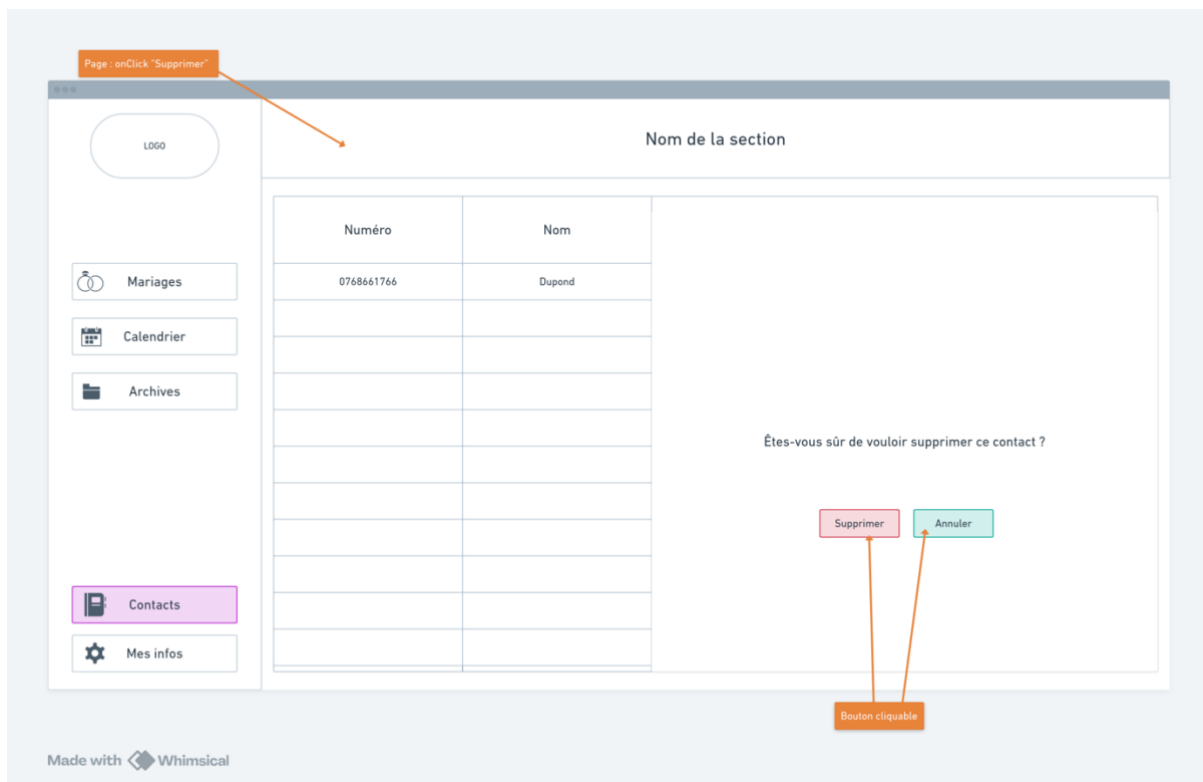 Page : onClick "Supprimer"
LOGO
Nom de la section
Numéro
Nom
0768661766
Dupond
Mariages
Calendrier
Archives
Êtes-vous sûr de vouloir supprimer ce contact ?
Supprimer
Annuler
Contacts
Mes infos
Bouton cliquable
Made with Whimsical